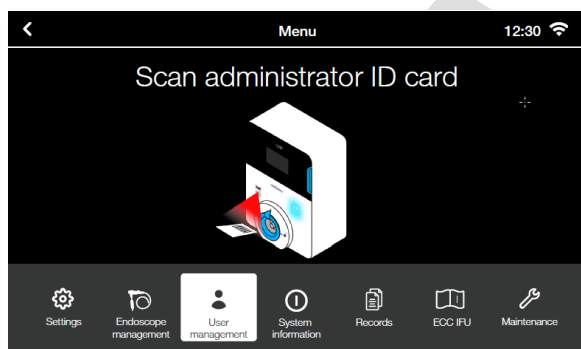 Menu
12:30
Scan administrator ID card
Settings
Endoscope
management
User
management
System
information
Records
ECC IFU
Maintenance